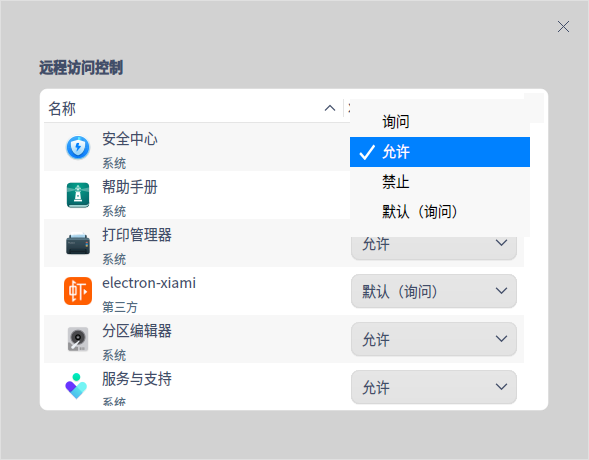 远程访问控制
名称
安全中心
系统
帮助手册
系统
打印管理器
系统
electron-xiami
第三方
分区编辑器
系统
服务与支持
系统
询问
允许
禁止
默认（询问）
允许
默认（询问）
允许
允许
虾